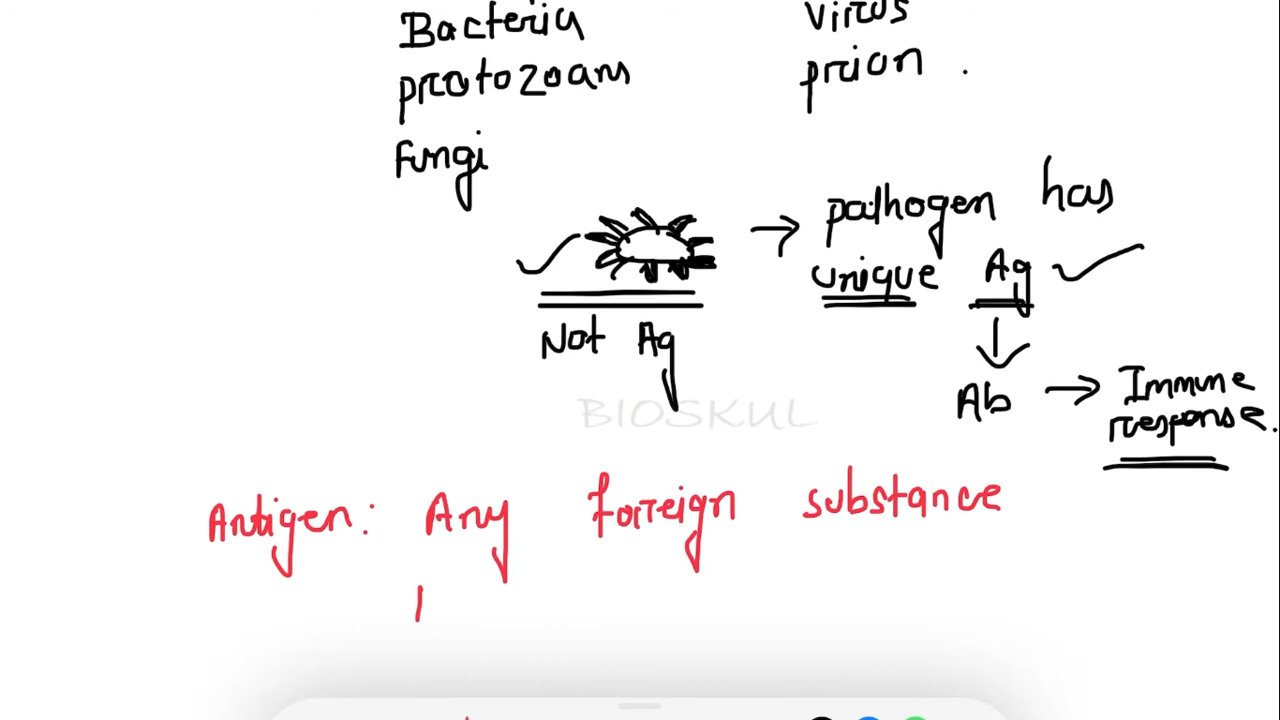 Bacteria
Virus
protozoans
prion .
Fungi
pathogen has
unique Ag
Not Ag
Ab → Immune
response.
BIOSKUL
Antigen: Any foreign substance